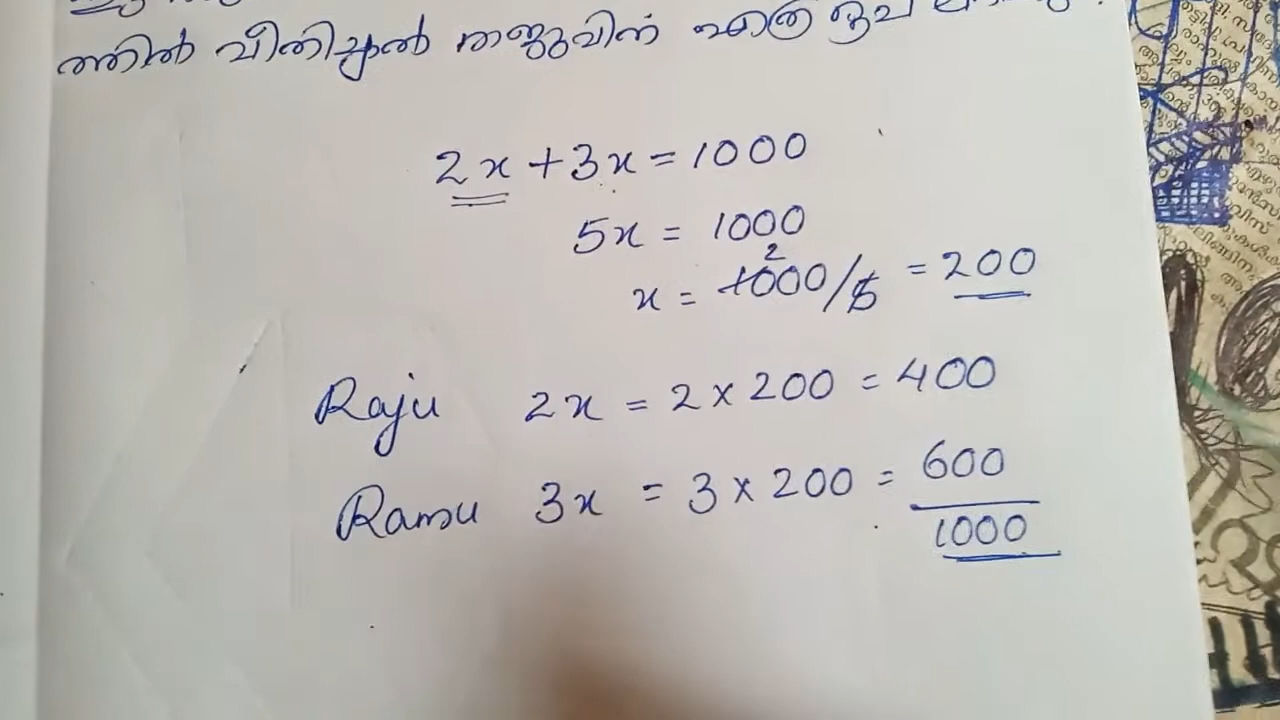 ത്തിൽ വീതിച്ചാൽ രാജുവിന് എത്ര രൂപ
2x + 3x = 1000
5x = 1000
x = 1000/5 = 200
2
Raju 2x = 2 × 200 = 400
Ramu 3x = 3 × 200 = 600
1000